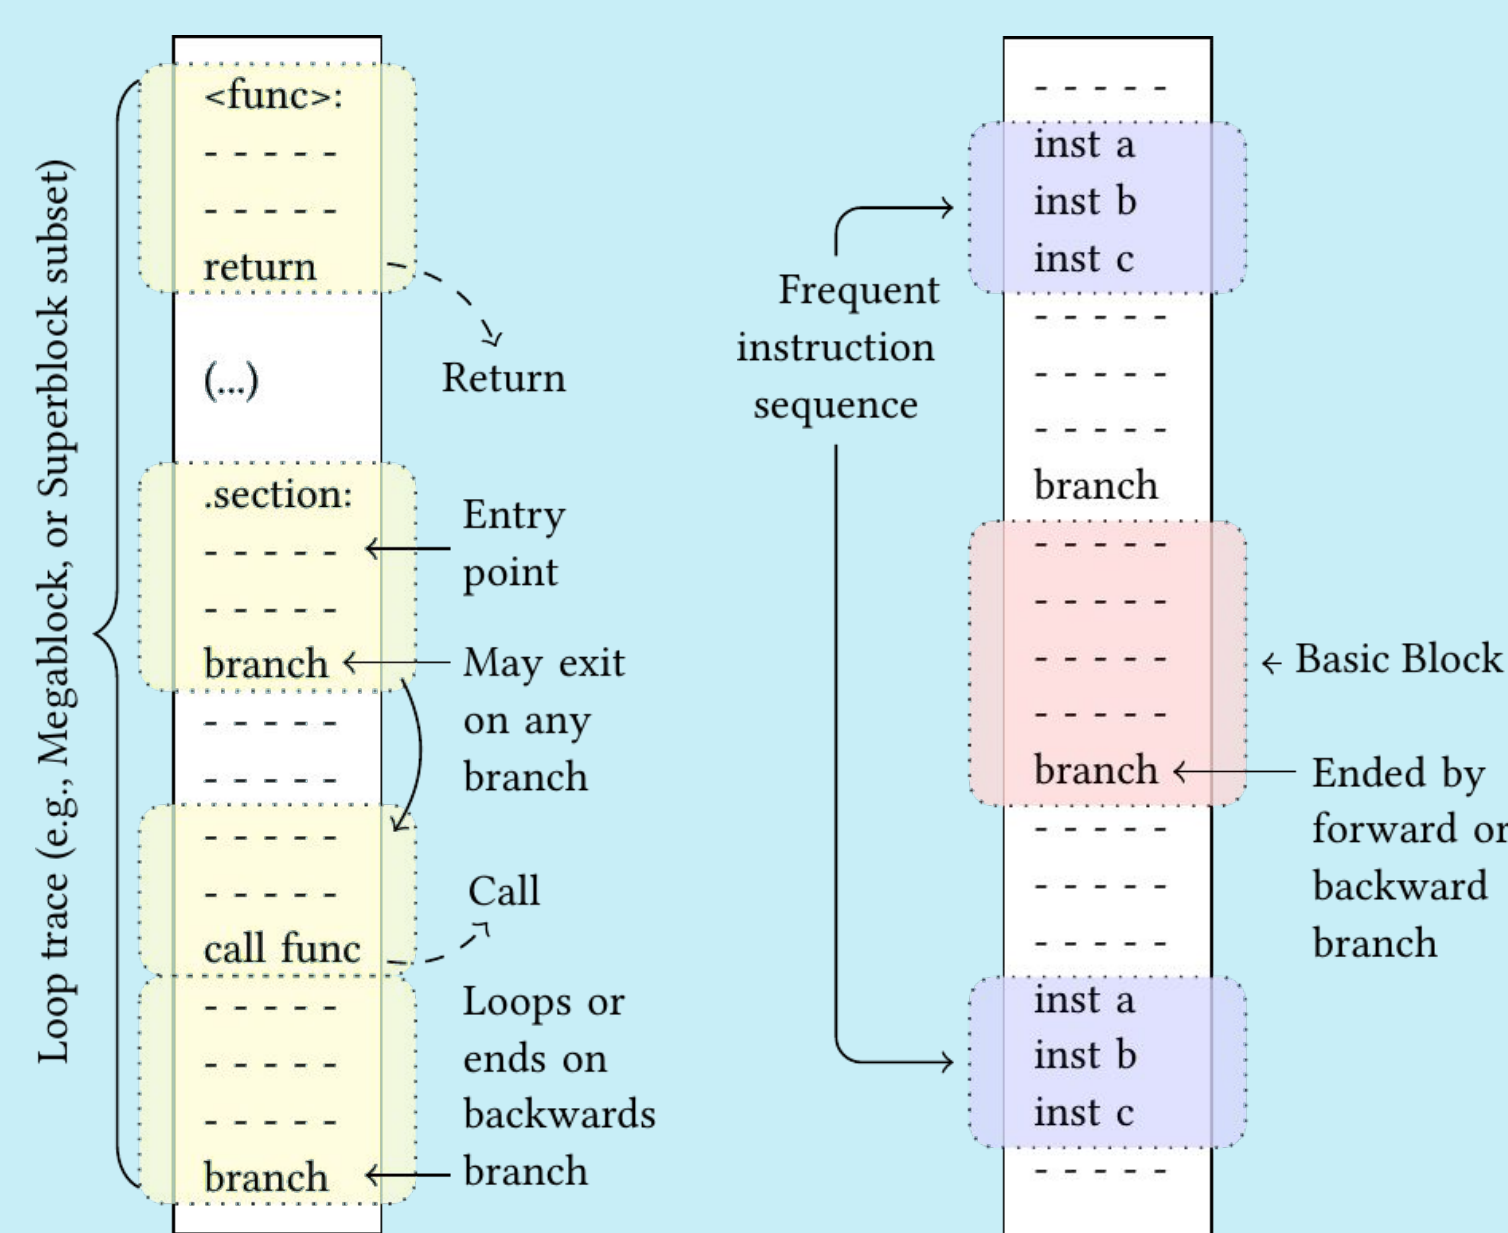 Loop trace (e.g., Megablock, or Superblock subset)
<func>:
- - - - -
- - - - -
return
(...)
Return
.section:
- - - - -
- - - - -
branch
Entry
point
May exit
on any
branch
- - - - -
- - - - -
- - - - -
- - - - -
call func
Call
- - - - -
- - - - -
- - - - -
branch
Loops or
ends on
backwards
branch
Frequent
instruction
sequence
- - - - -
inst a
inst b
inst c
- - - - -
- - - - -
- - - - -
branch
- - - - -
- - - - -
- - - - -
- - - - -
branch
Basic Block
Ended by
forward or
backward
branch
- - - - -
- - - - -
- - - - -
inst a
inst b
inst c
- - - - -